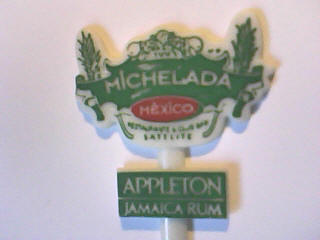 MICHELADA
MÉXICO
RESTAURANTE & CLUB BAR
SATELITE
APPLETON
JAMAICA RUM